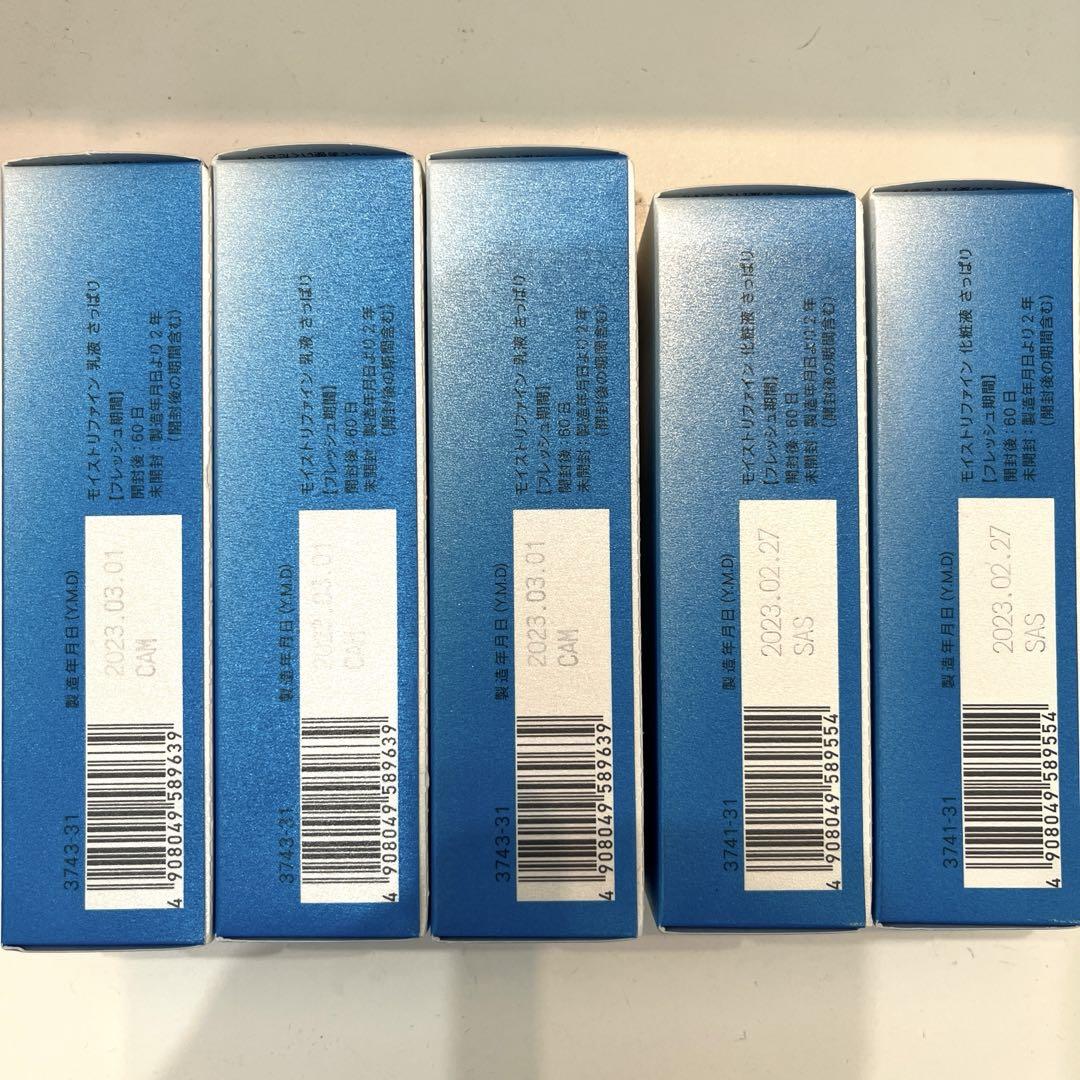 モイストリファイン 乳液 さっぱり
【フレッシュ期間】
開封後：60日
未開封：製造年月日より2年
（開封後の期間含む）
製造年月日(Y.M.D)
2023.03.01
CAM
3743-31
4 908049 589639
モイストリファイン 乳液 さっぱり
【フレッシュ期間】
開封後：60日
未開封：製造年月日より2年
（開封後の期間含む）
製造年月日(Y.M.D)
2023.03.01
CAM
3743-31
4 908049 589639
モイストリファイン 乳液 さっぱり
【フレッシュ期間】
開封後：60日
未開封：製造年月日より2年
（開封後の期間含む）
製造年月日(Y.M.D)
2023.03.01
CAM
3743-31
4 908049 589639
モイストリファイン 化粧液 さっぱり
【フレッシュ期間】
開封後：60日
未開封：製造年月日より2年
（開封後の期間含む）
製造年月日(Y.M.D)
2023.02.27
SAS
3741-31
4 908049 589554
モイストリファイン 化粧液 さっぱり
【フレッシュ期間】
開封後：60日
未開封：製造年月日より2年
（開封後の期間含む）
製造年月日(Y.M.D)
2023.02.27
SAS
3741-31
4 908049 589554